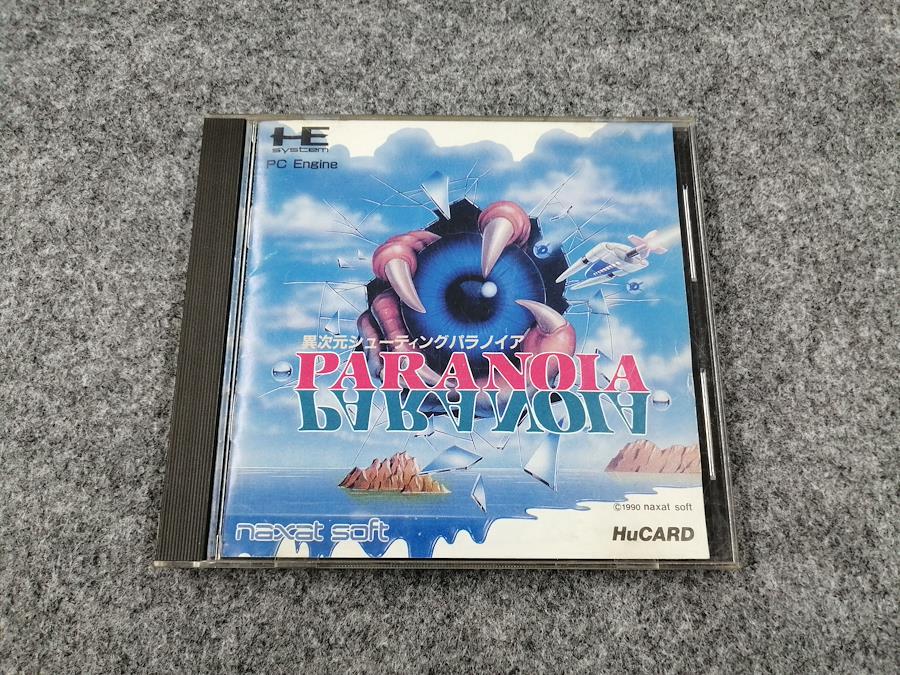 HE
system
PC Engine
異次元シューティングパラノイア
PARANOIA
PARANOIA
©1990 naxat soft
naxat soft
HuCARD